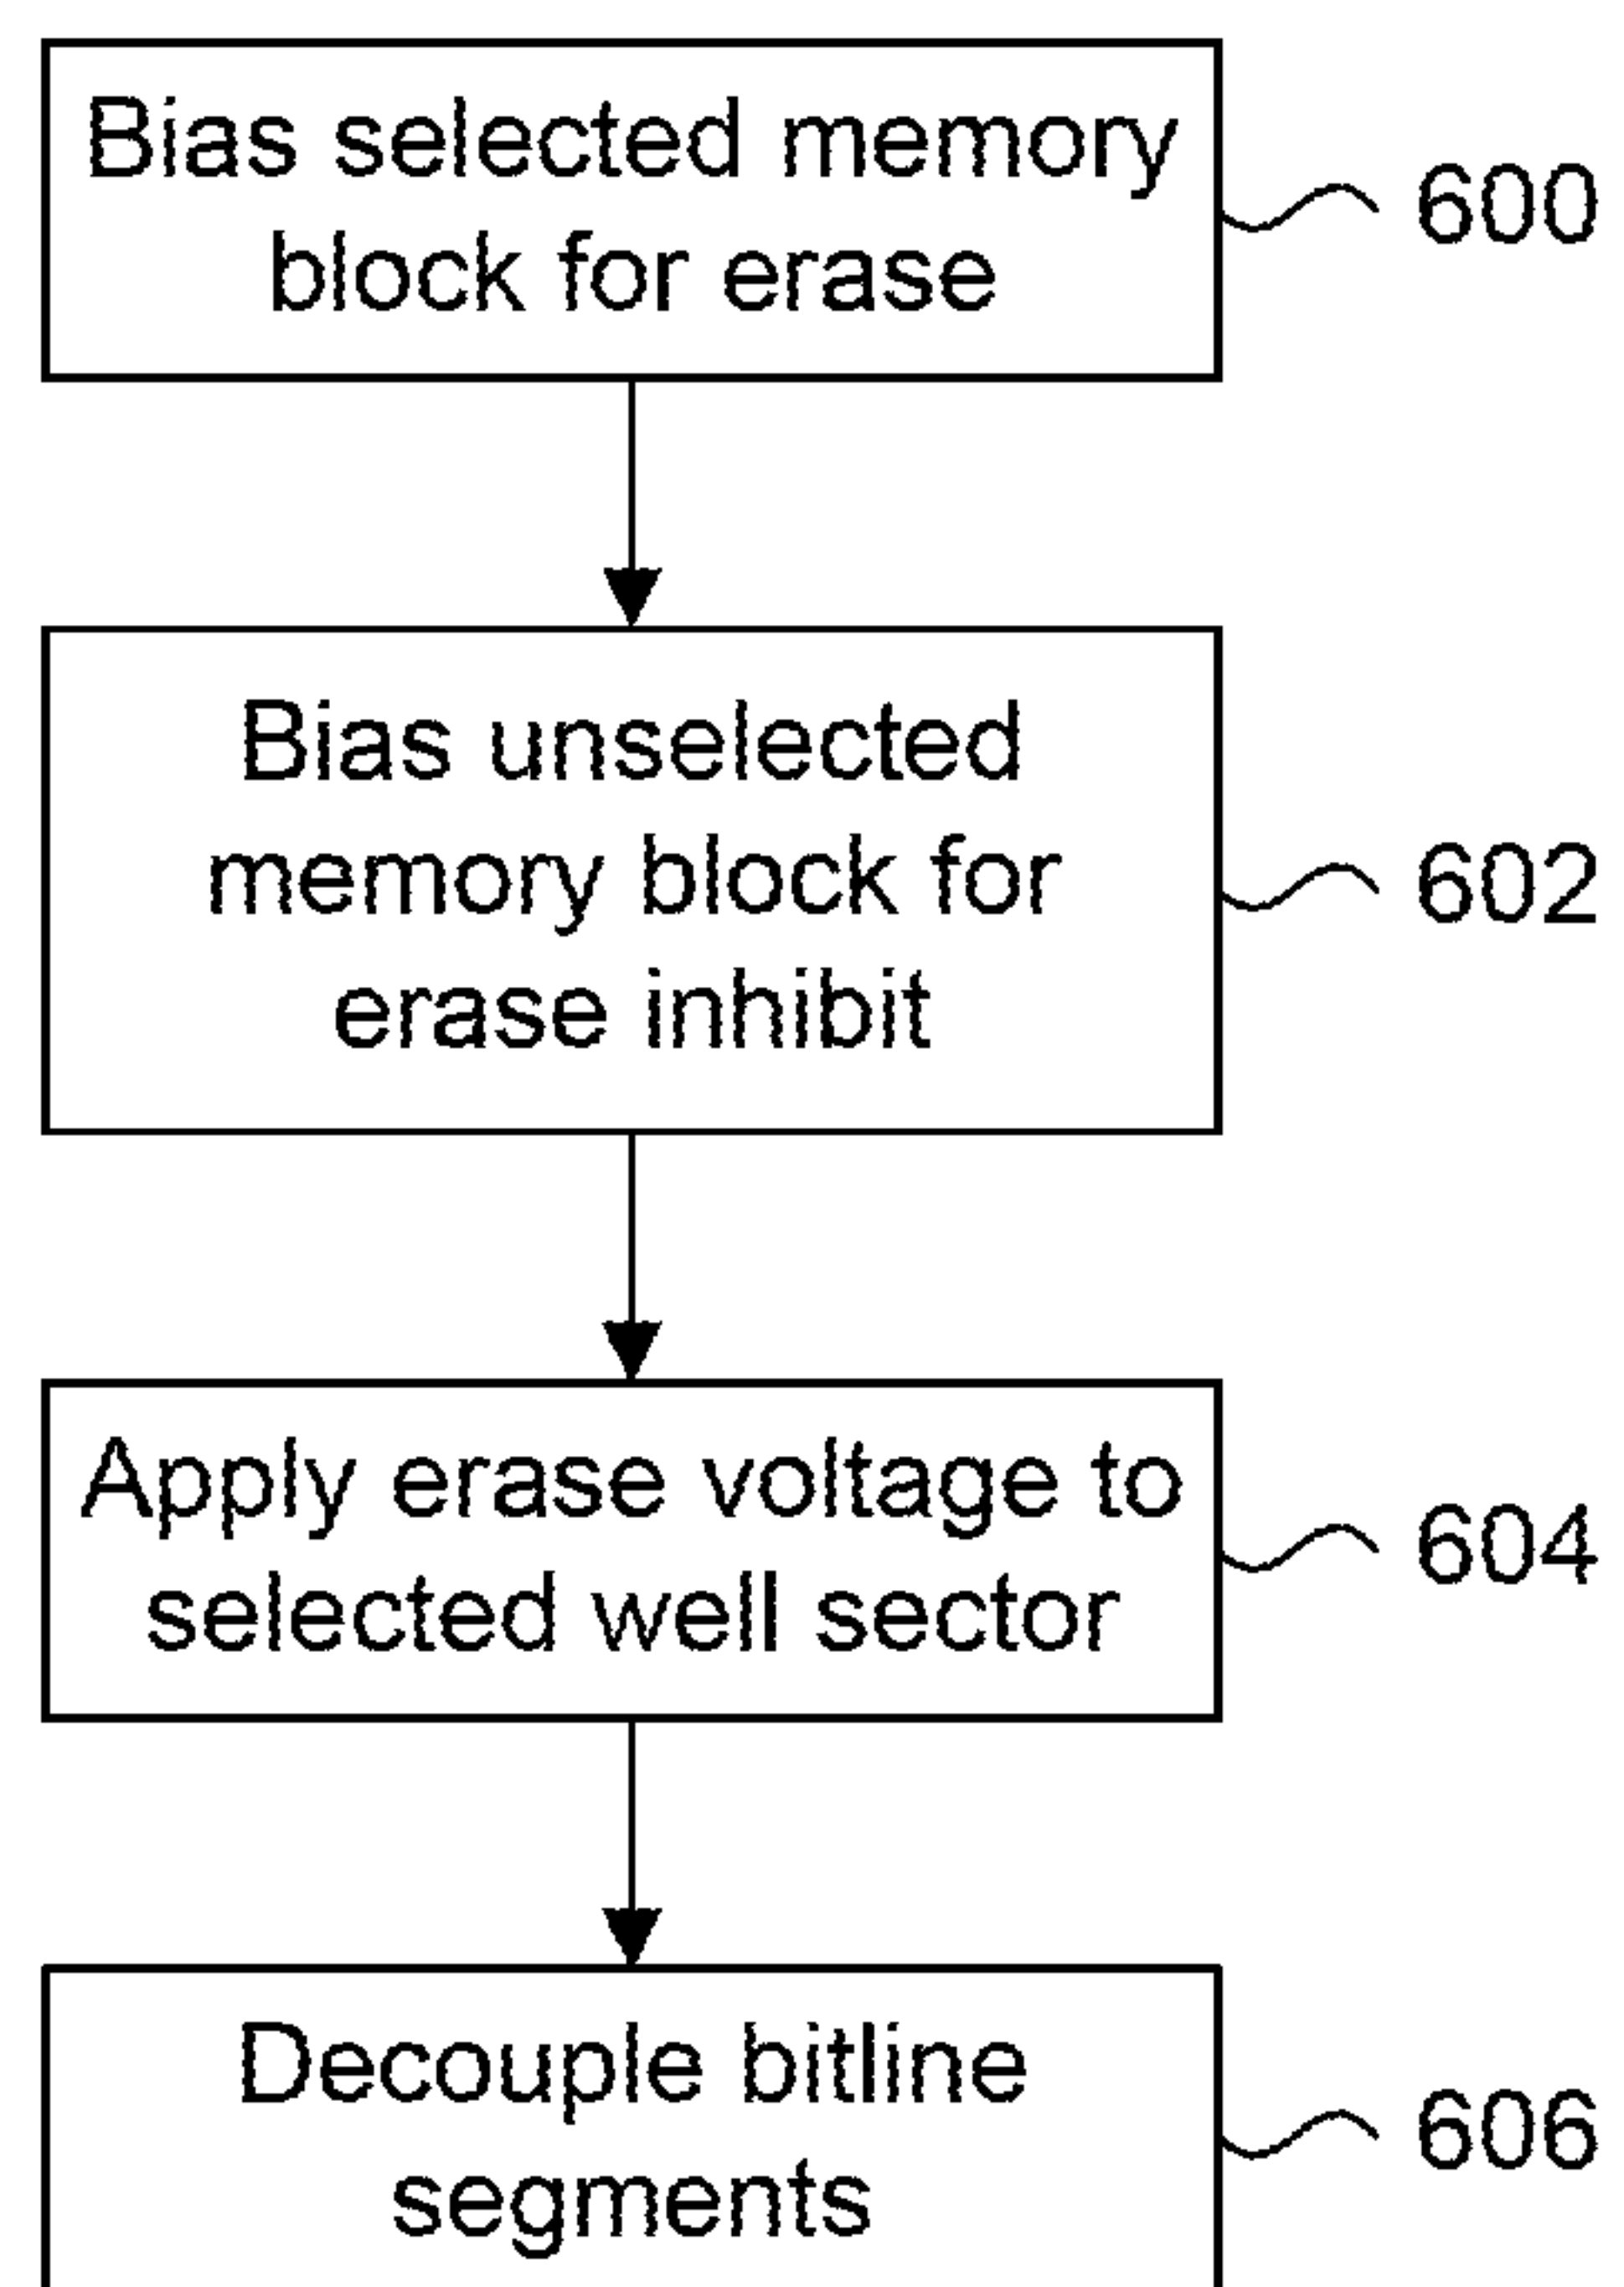 Bias selected memory
block for erase
600
Bias unselected
memory block for
erase inhibit
602
Apply erase voltage to
selected well sector
604
Decouple bitline
segments
606